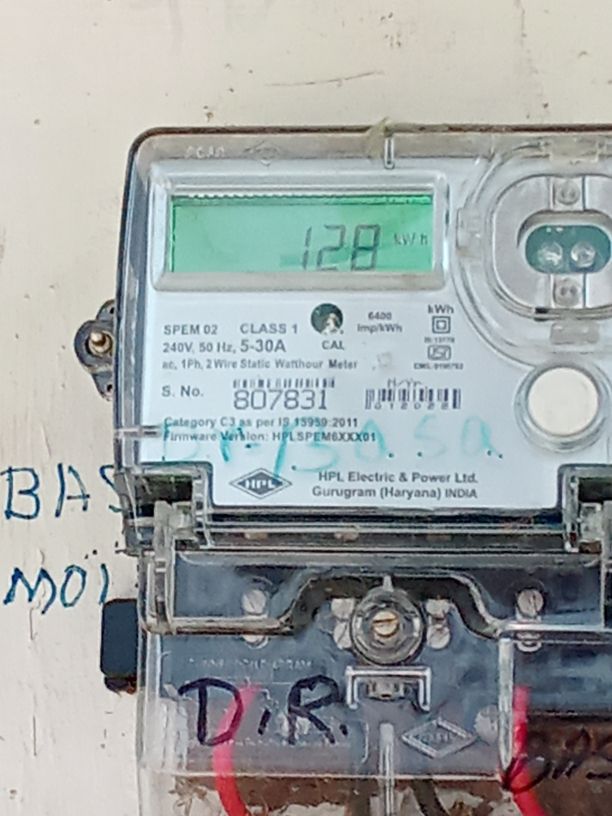 128 kWh
SPEM 02 CLASS 1
240V, 50 Hz, 5-30A
CAL
6400
Imp/kWh
kWh
ac, 1Ph, 2 Wire Static Watthour Meter
S. No.
807831
M/Yr.
Category C3 as per IS 15959:2011
Firmware Version: HPLSPEM6XXX01
HPL
HPL Electric & Power Ltd.
Gurugram (Haryana) INDIA
BAS
MOI
D.R.